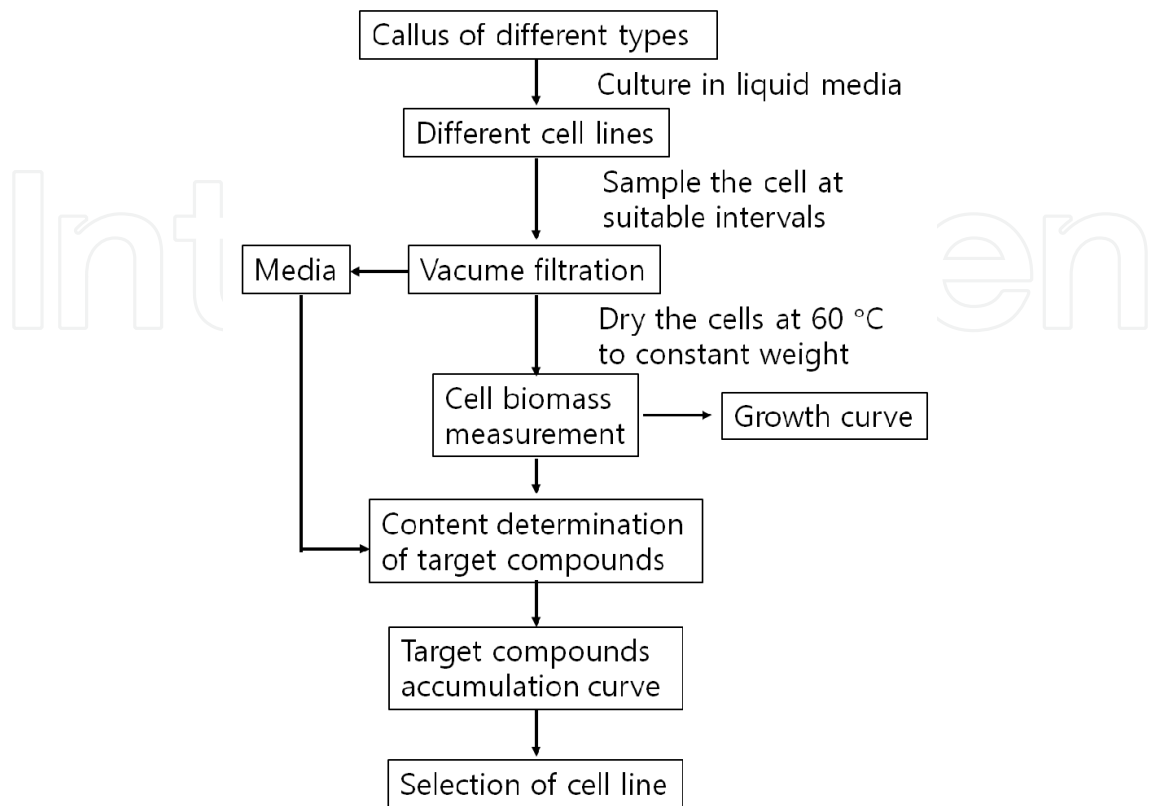 Callus of different types
Culture in liquid media
Different cell lines
Sample the cell at
suitable intervals
Media
Vacume filtration
Dry the cells at 60 °C
to constant weight
Cell biomass
measurement
Growth curve
Content determination
of target compounds
Target compounds
accumulation curve
Selection of cell line
Int
en